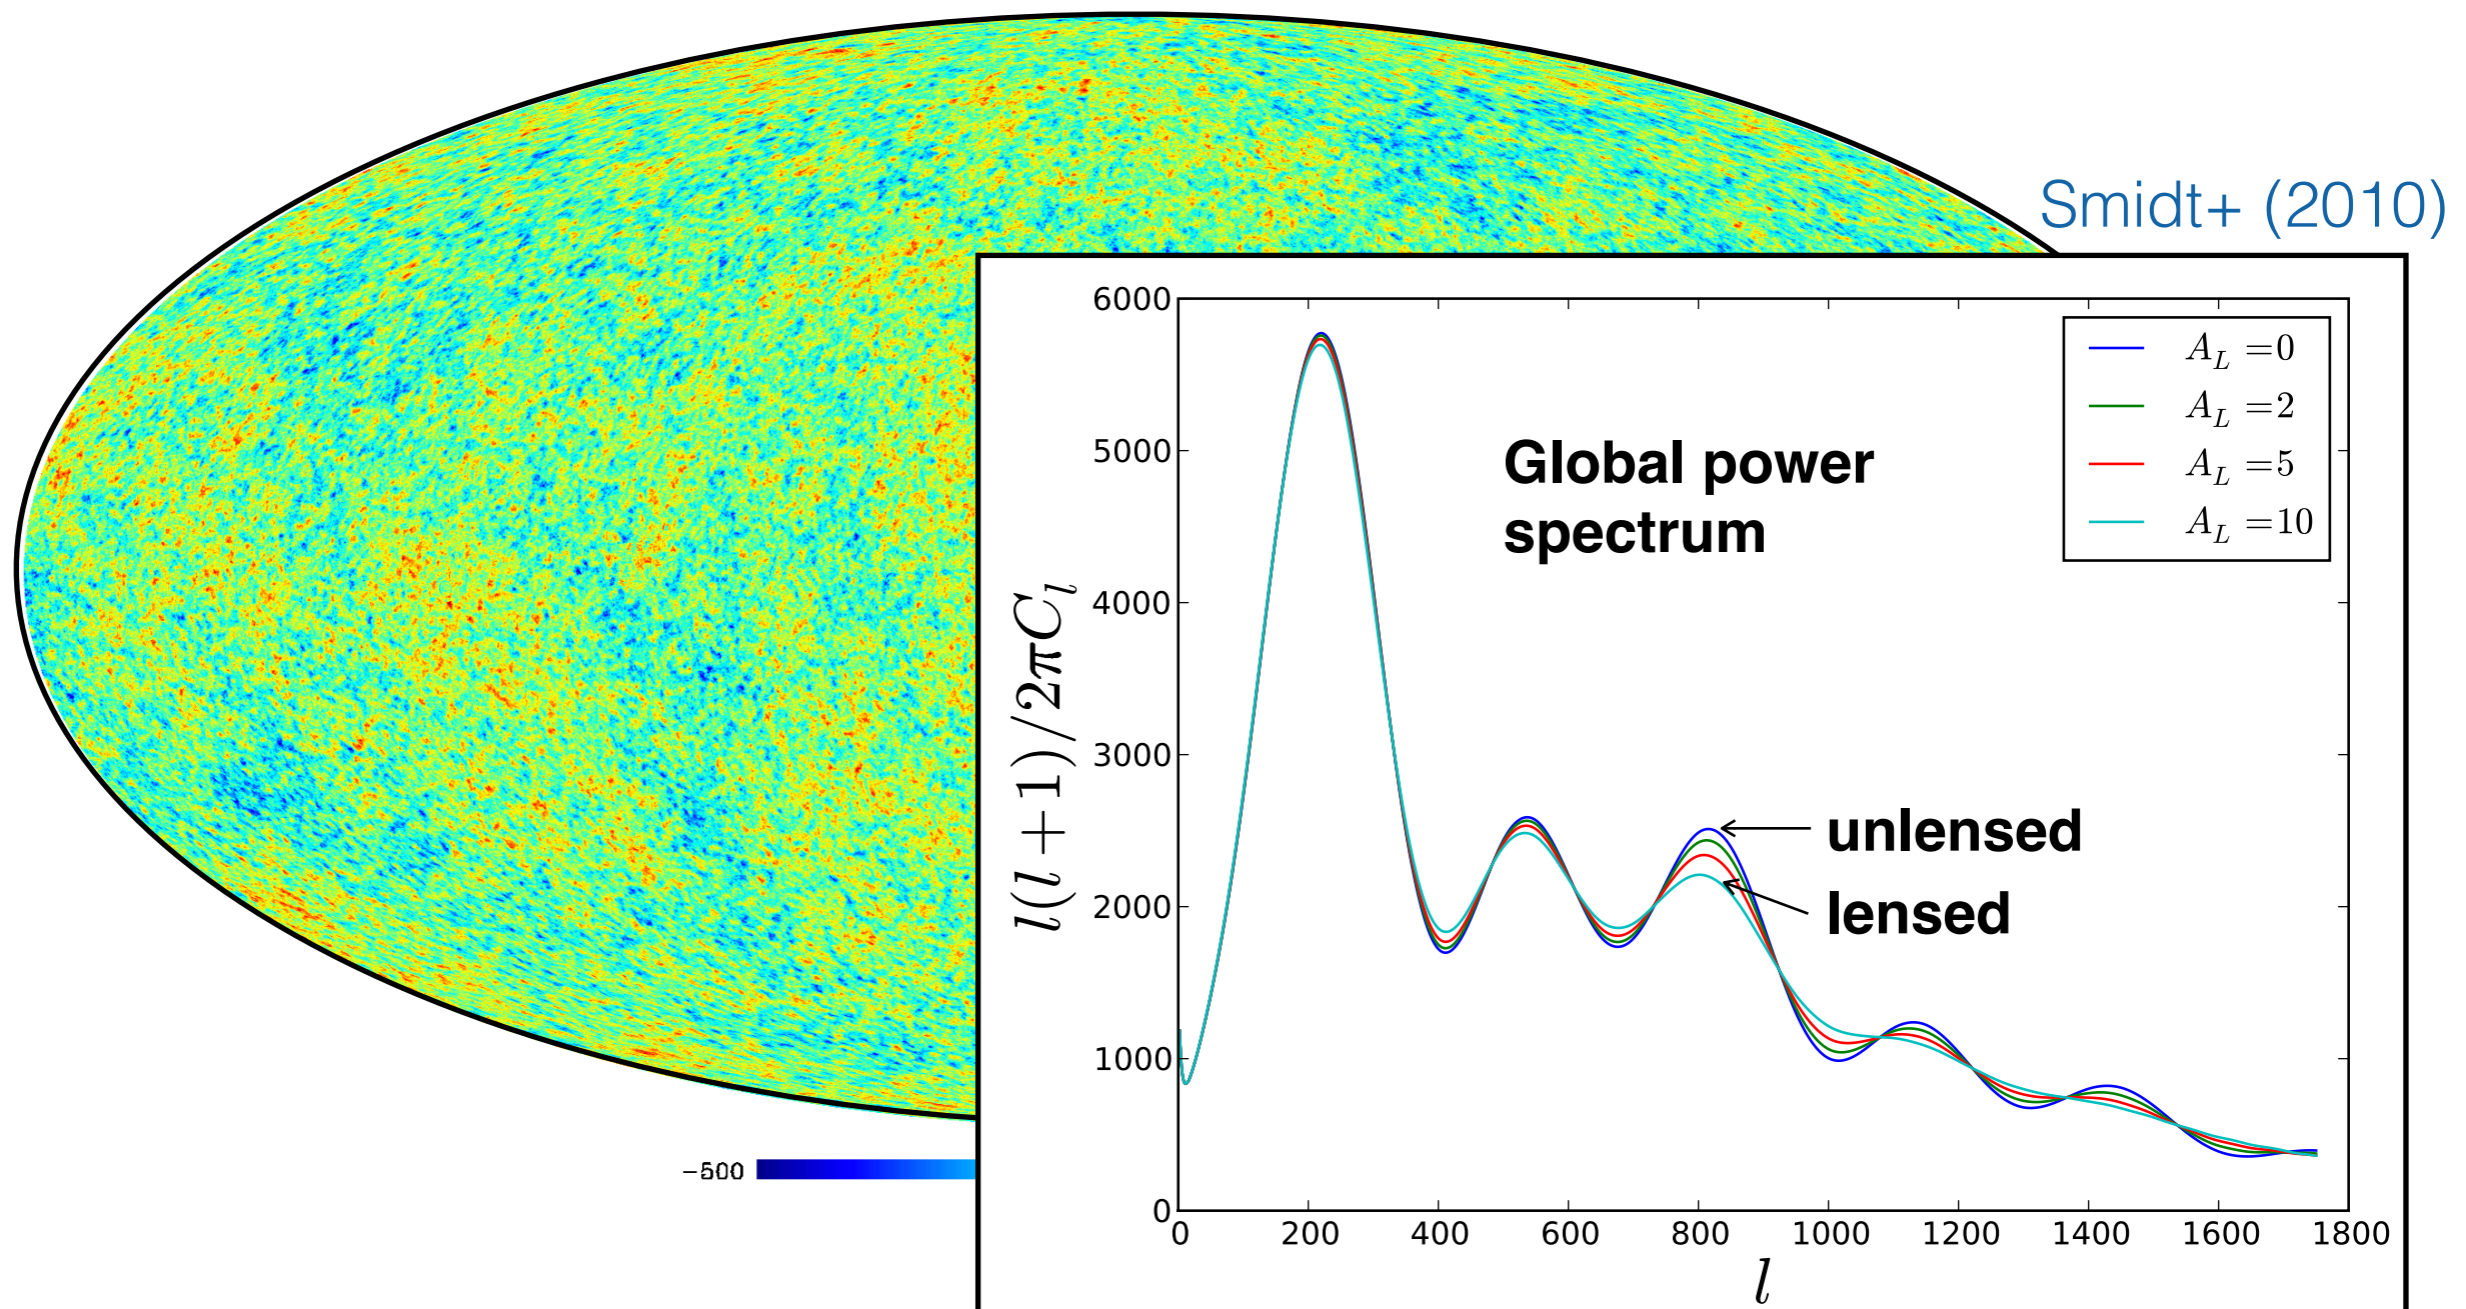 Smidt+ (2010)
6000
5000
4000
3000
2000
1000
0
l(l+1)/2πC_l
Global power
spectrum
A_L =0
A_L =2
A_L =5
A_L =10
unlensed
lensed
0 200 400 600 800 1000 1200 1400 1600 1800
l
−500